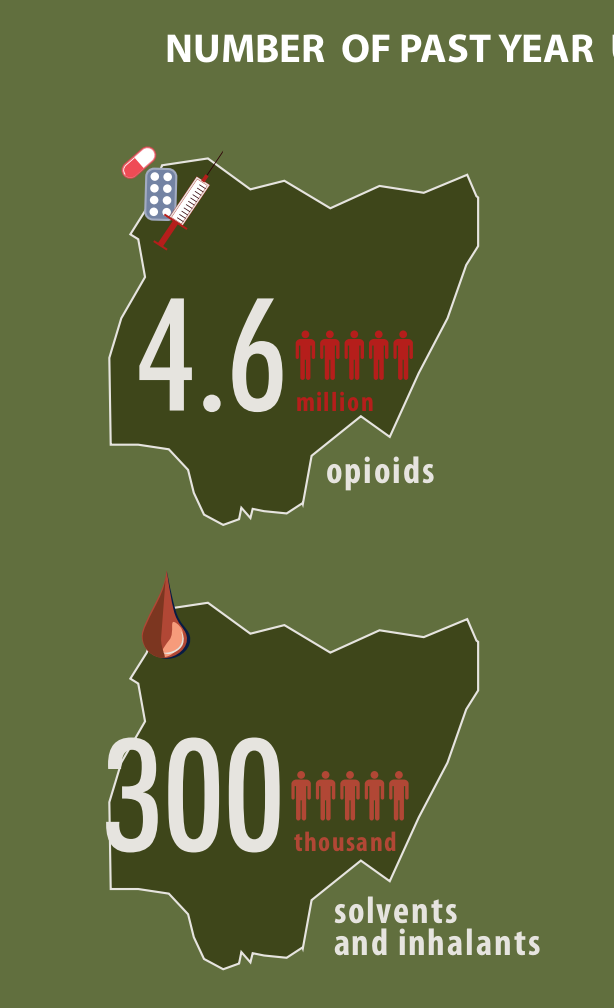 NUMBER OF PAST YEAR
4.6
million
opioids
300
thousand
solvents
and inhalants